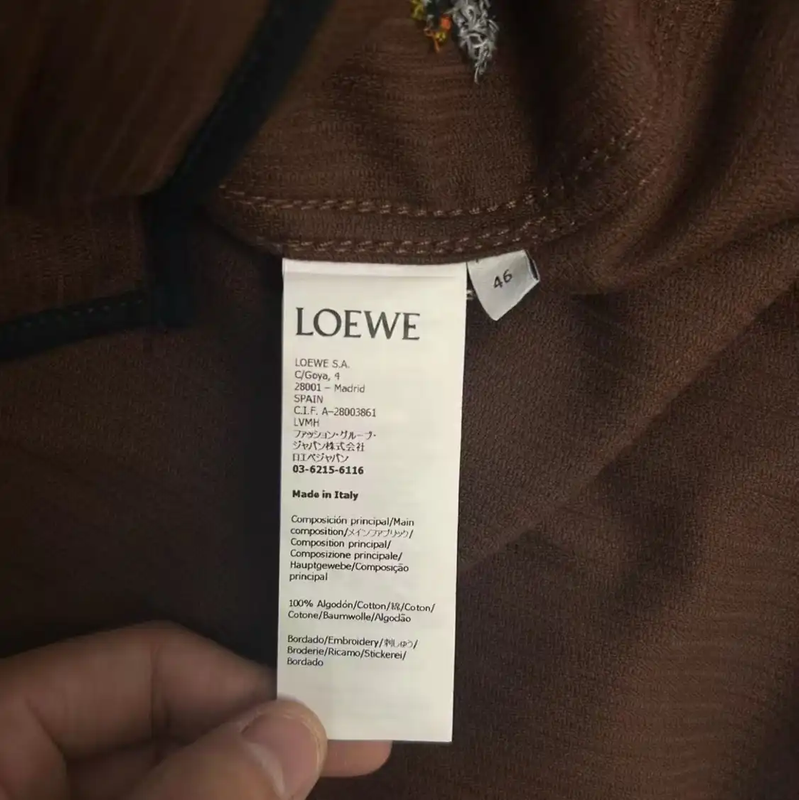 46
LOEWE
LOEWE S.A.
C/Goya, 4
28001 – Madrid
SPAIN
C.I.F. A–28003861
LVMH
ファッション・グループ・
ジャパン株式会社
ロエベジャパン
03-6215-6116
Made in Italy
Composición principal/Main
composition/メインファブリック/
Composition principal/
Composizione principale/
Hauptgewebe/Composição
principal
100% Algodón/Cotton/綿/Coton/
Cotone/Baumwolle/Algodão
Bordado/Embroidery/刺しゅう/
Broderie/Ricamo/Stickerei/
Bordado